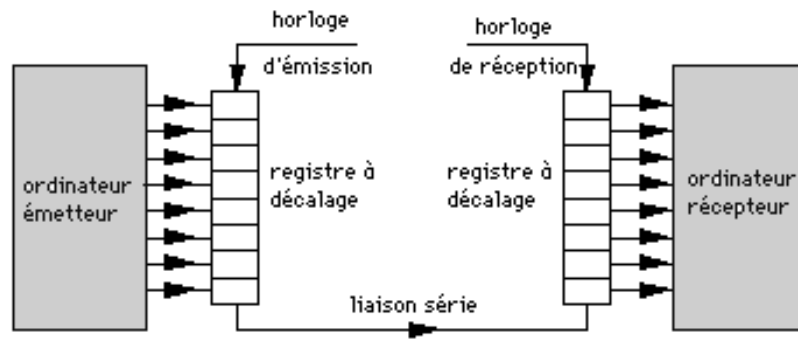 horloge
d'émission
horloge
de réception
ordinateur
émetteur
registre à
décalage
registre à
décalage
ordinateur
récepteur
liaison série